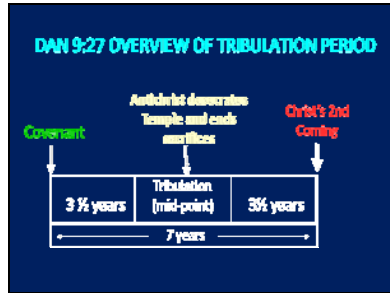 DAN 9:27 OVERVIEW OF TRIBULATION PERIOD
Antichrist desecrates
Temple and ends
sacrifices
Christ's 2nd
Coming
Covenant
3 ½ years
Tribulation
(mid-point)
3½ years
7 years